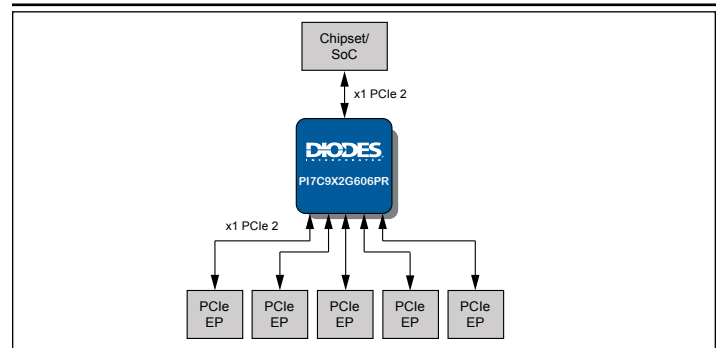 Chipset/
SoC
x1 PCIe 2
DIODES
INCORPORATED
PI7C9X2G606PR
x1 PCIe 2
PCIe PCIe PCIe PCIe PCIe
EP EP EP EP EP